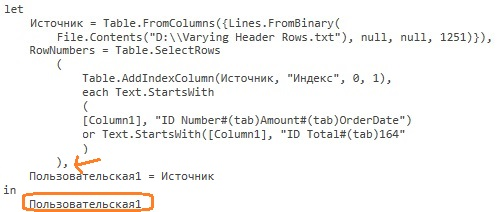 let
Источник = Table.FromColumns({Lines.FromBinary(
File.Contents("D:\\Varying Header Rows.txt"), null, null, 1251)}),
RowNumbers = Table.SelectRows
(
Table.AddIndexColumn(Источник, "Индекс", 0, 1),
each Text.StartsWith
(
[Column1], "ID Number#(tab)Amount#(tab)OrderDate")
or Text.StartsWith([Column1], "ID Total#(tab)164"
)
),
Пользовательская1 = Источник
in
Пользовательская1